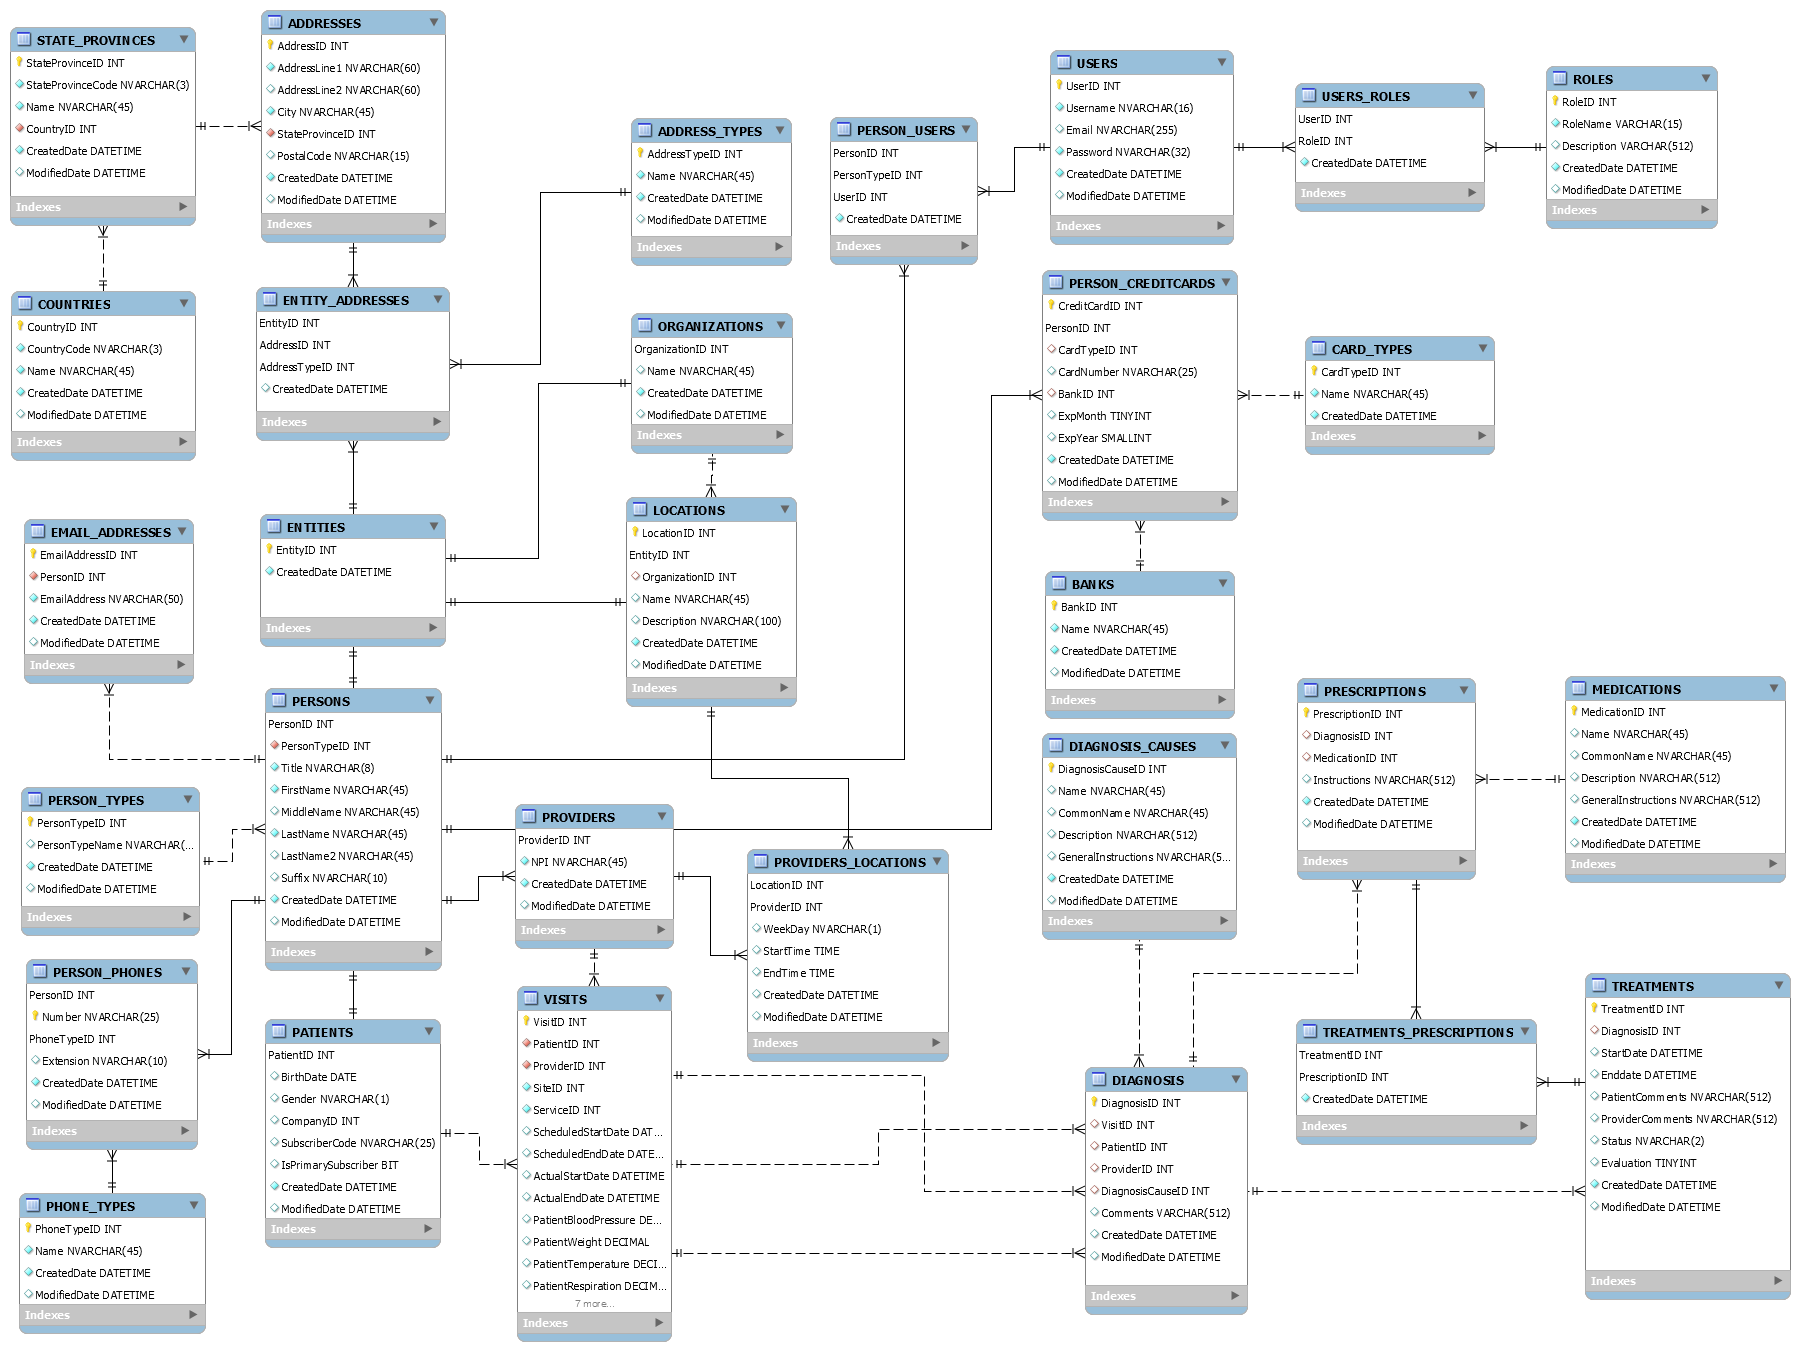 STATE_PROVINCES
StateProvinceID INT
StateProvinceCode NVARCHAR(3)
Name NVARCHAR(45)
CountryID INT
CreatedDate DATETIME
ModifiedDate DATETIME
Indexes
ADDRESSES
AddressID INT
AddressLine1 NVARCHAR(60)
AddressLine2 NVARCHAR(60)
City NVARCHAR(45)
StateProvinceID INT
PostalCode NVARCHAR(15)
CreatedDate DATETIME
ModifiedDate DATETIME
Indexes
ADDRESS_TYPES
AddressTypeID INT
Name NVARCHAR(45)
CreatedDate DATETIME
ModifiedDate DATETIME
Indexes
PERSON_USERS
PersonID INT
PersonTypeID INT
UserID INT
CreatedDate DATETIME
Indexes
USERS
UserID INT
Username NVARCHAR(16)
Email NVARCHAR(255)
Password NVARCHAR(32)
CreatedDate DATETIME
ModifiedDate DATETIME
Indexes
USERS_ROLES
UserID INT
RoleID INT
CreatedDate DATETIME
Indexes
ROLES
RoleID INT
RoleName VARCHAR(15)
Description VARCHAR(512)
CreatedDate DATETIME
ModifiedDate DATETIME
Indexes
COUNTRIES
CountryID INT
CountryCode NVARCHAR(3)
Name NVARCHAR(45)
CreatedDate DATETIME
ModifiedDate DATETIME
Indexes
ENTITY_ADDRESSES
EntityID INT
AddressID INT
AddressTypeID INT
CreatedDate DATETIME
Indexes
ORGANIZATIONS
OrganizationID INT
Name NVARCHAR(45)
CreatedDate DATETIME
ModifiedDate DATETIME
Indexes
PERSON_CREDITCARDS
CreditCardID INT
PersonID INT
CardTypeID INT
CardNumber NVARCHAR(25)
BankID INT
ExpMonth TINYINT
ExpYear SMALLINT
CreatedDate DATETIME
ModifiedDate DATETIME
Indexes
CARD_TYPES
CardTypeID INT
Name NVARCHAR(45)
CreatedDate DATETIME
Indexes
EMAIL_ADDRESSES
EmailAddressID INT
PersonID INT
EmailAddress NVARCHAR(50)
CreatedDate DATETIME
ModifiedDate DATETIME
Indexes
ENTITIES
EntityID INT
CreatedDate DATETIME
Indexes
LOCATIONS
LocationID INT
EntityID INT
OrganizationID INT
Name NVARCHAR(45)
Description NVARCHAR(100)
CreatedDate DATETIME
ModifiedDate DATETIME
Indexes
BANKS
BankID INT
Name NVARCHAR(45)
CreatedDate DATETIME
ModifiedDate DATETIME
Indexes
PERSONS
PersonID INT
PersonTypeID INT
Title NVARCHAR(8)
FirstName NVARCHAR(45)
MiddleName NVARCHAR(45)
LastName NVARCHAR(45)
LastName2 NVARCHAR(45)
Suffix NVARCHAR(10)
CreatedDate DATETIME
ModifiedDate DATETIME
Indexes
PERSON_TYPES
PersonTypeID INT
PersonTypeName NVARCHAR(...
CreatedDate DATETIME
ModifiedDate DATETIME
Indexes
PROVIDERS
ProviderID INT
NPI NVARCHAR(45)
CreatedDate DATETIME
ModifiedDate DATETIME
Indexes
PROVIDERS_LOCATIONS
LocationID INT
ProviderID INT
WeekDay NVARCHAR(1)
StartTime TIME
EndTime TIME
CreatedDate DATETIME
ModifiedDate DATETIME
Indexes
DIAGNOSIS_CAUSES
DiagnosisCauseID INT
Name NVARCHAR(45)
CommonName NVARCHAR(45)
Description NVARCHAR(512)
GeneralInstructions NVARCHAR(5...
CreatedDate DATETIME
ModifiedDate DATETIME
Indexes
PRESCRIPTIONS
PrescriptionID INT
DiagnosisID INT
MedicationID INT
Instructions NVARCHAR(512)
CreatedDate DATETIME
ModifiedDate DATETIME
Indexes
MEDICATIONS
MedicationID INT
Name NVARCHAR(45)
CommonName NVARCHAR(45)
Description NVARCHAR(512)
GeneralInstructions NVARCHAR(512)
CreatedDate DATETIME
ModifiedDate DATETIME
Indexes
PERSON_PHONES
PersonID INT
Number NVARCHAR(25)
PhoneTypeID INT
Extension NVARCHAR(10)
CreatedDate DATETIME
ModifiedDate DATETIME
Indexes
PATIENTS
PatientID INT
BirthDate DATE
Gender NVARCHAR(1)
CompanyID INT
SubscriberCode NVARCHAR(25)
IsPrimarySubscriber BIT
CreatedDate DATETIME
ModifiedDate DATETIME
Indexes
VISITS
VisitID INT
PatientID INT
ProviderID INT
SiteID INT
ServiceID INT
ScheduledStartDate DAT...
ScheduledEndDate DATE...
ActualStartDate DATETIME
ActualEndDate DATETIME
PatientBloodPressure DE...
PatientWeight DECIMAL
PatientTemperature DECI...
PatientRespiration DECIM...
7 more...
Indexes
DIAGNOSIS
DiagnosisID INT
VisitID INT
PatientID INT
ProviderID INT
DiagnosisCauseID INT
Comments VARCHAR(512)
CreatedDate DATETIME
ModifiedDate DATETIME
Indexes
TREATMENTS_PRESCRIPTIONS
TreatmentID INT
PrescriptionID INT
CreatedDate DATETIME
Indexes
TREATMENTS
TreatmentID INT
DiagnosisID INT
StartDate DATETIME
Enddate DATETIME
PatientComments NVARCHAR(512)
ProviderComments NVARCHAR(512)
Status NVARCHAR(2)
Evaluation TINYINT
CreatedDate DATETIME
ModifiedDate DATETIME
Indexes
PHONE_TYPES
PhoneTypeID INT
Name NVARCHAR(45)
CreatedDate DATETIME
ModifiedDate DATETIME
Indexes